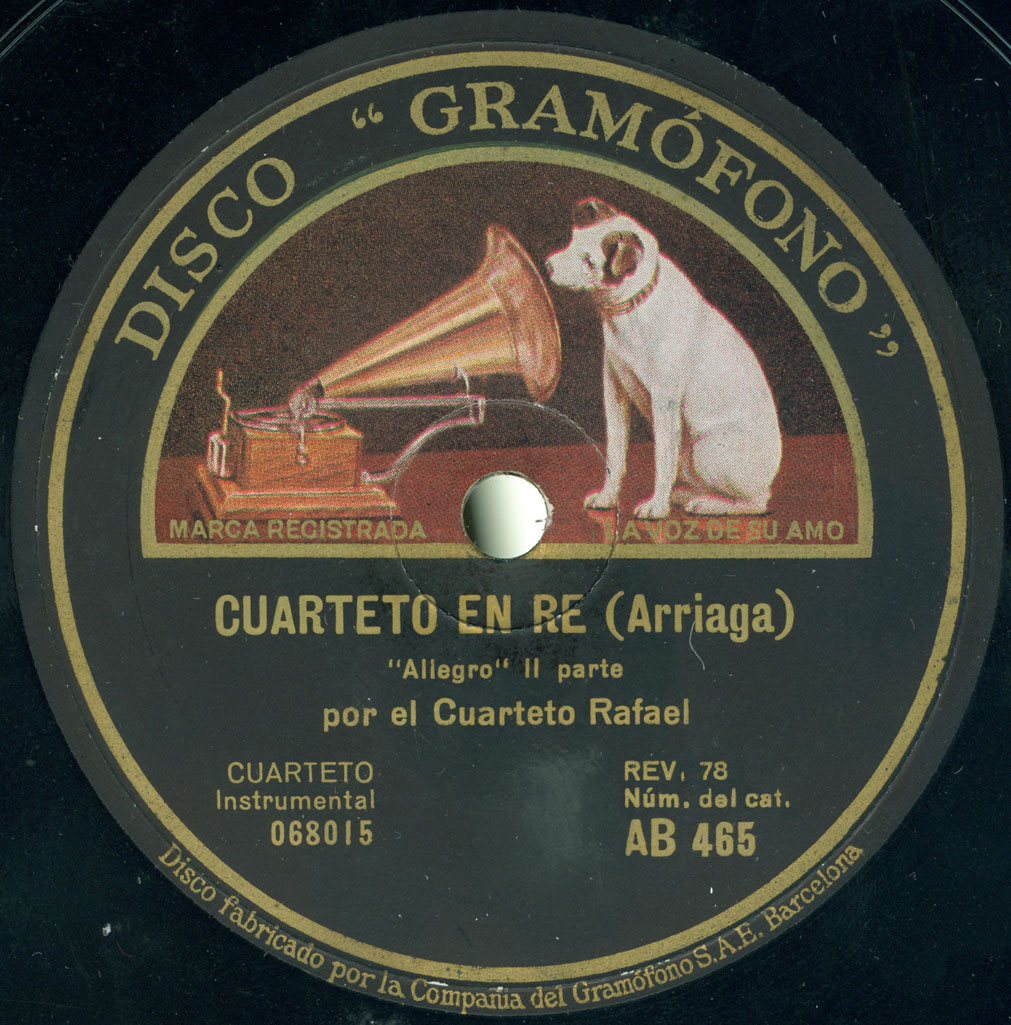 DISCO “GRAMÓFONO”
MARCA REGISTRADA
LA VOZ DE SU AMO
CUARTETO EN RE (Arriaga)
“Allegro“ II parte
por el Cuarteto Rafael
CUARTETO
Instrumental
068015
REV. 78
Núm. del cat.
AB 465
Disco fabricado por la Compañia del Gramófono S.A.E. Barcelona